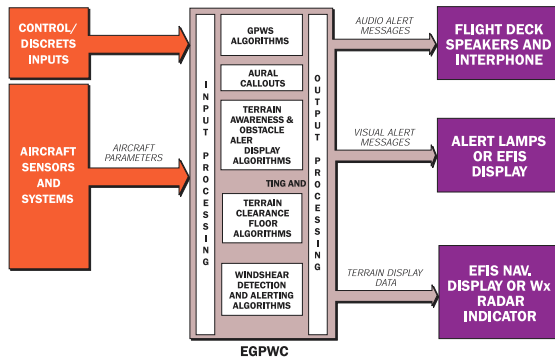 CONTROL/
DISCRETS
INPUTS
AIRCRAFT
SENSORS
AND
SYSTEMS
AIRCRAFT
PARAMETERS
INPUT PROCESSING
GPWS
ALGORITHMS
AURAL
CALLOUTS
TERRAIN
AWARENESS &
OBSTACLE
ALER
DISPLAY
ALGORITHMS
TING AND
TERRAIN
CLEARANCE
FLOOR
ALGORITHMS
WINDSHEAR
DETECTION
AND ALERTING
ALGORITHMS
OUTPUT PROCESSING
EGPWC
AUDIO ALERT
MESSAGES
FLIGHT DECK
SPEAKERS AND
INTERPHONE
VISUAL ALERT
MESSAGES
ALERT LAMPS
OR EFIS
DISPLAY
TERRAIN DISPLAY
DATA
EFIS NAV.
DISPLAY OR Wx
RADAR
INDICATOR